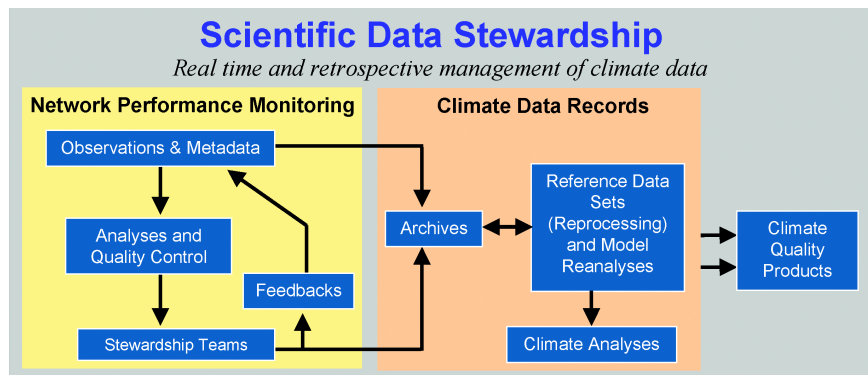 Scientific Data Stewardship
Real time and retrospective management of climate data
Network Performance Monitoring
Observations & Metadata
Analyses and
Quality Control
Feedbacks
Stewardship Teams
Climate Data Records
Archives
Reference Data
Sets
(Reprocessing)
and Model
Reanalyses
Climate Analyses
Climate
Quality
Products